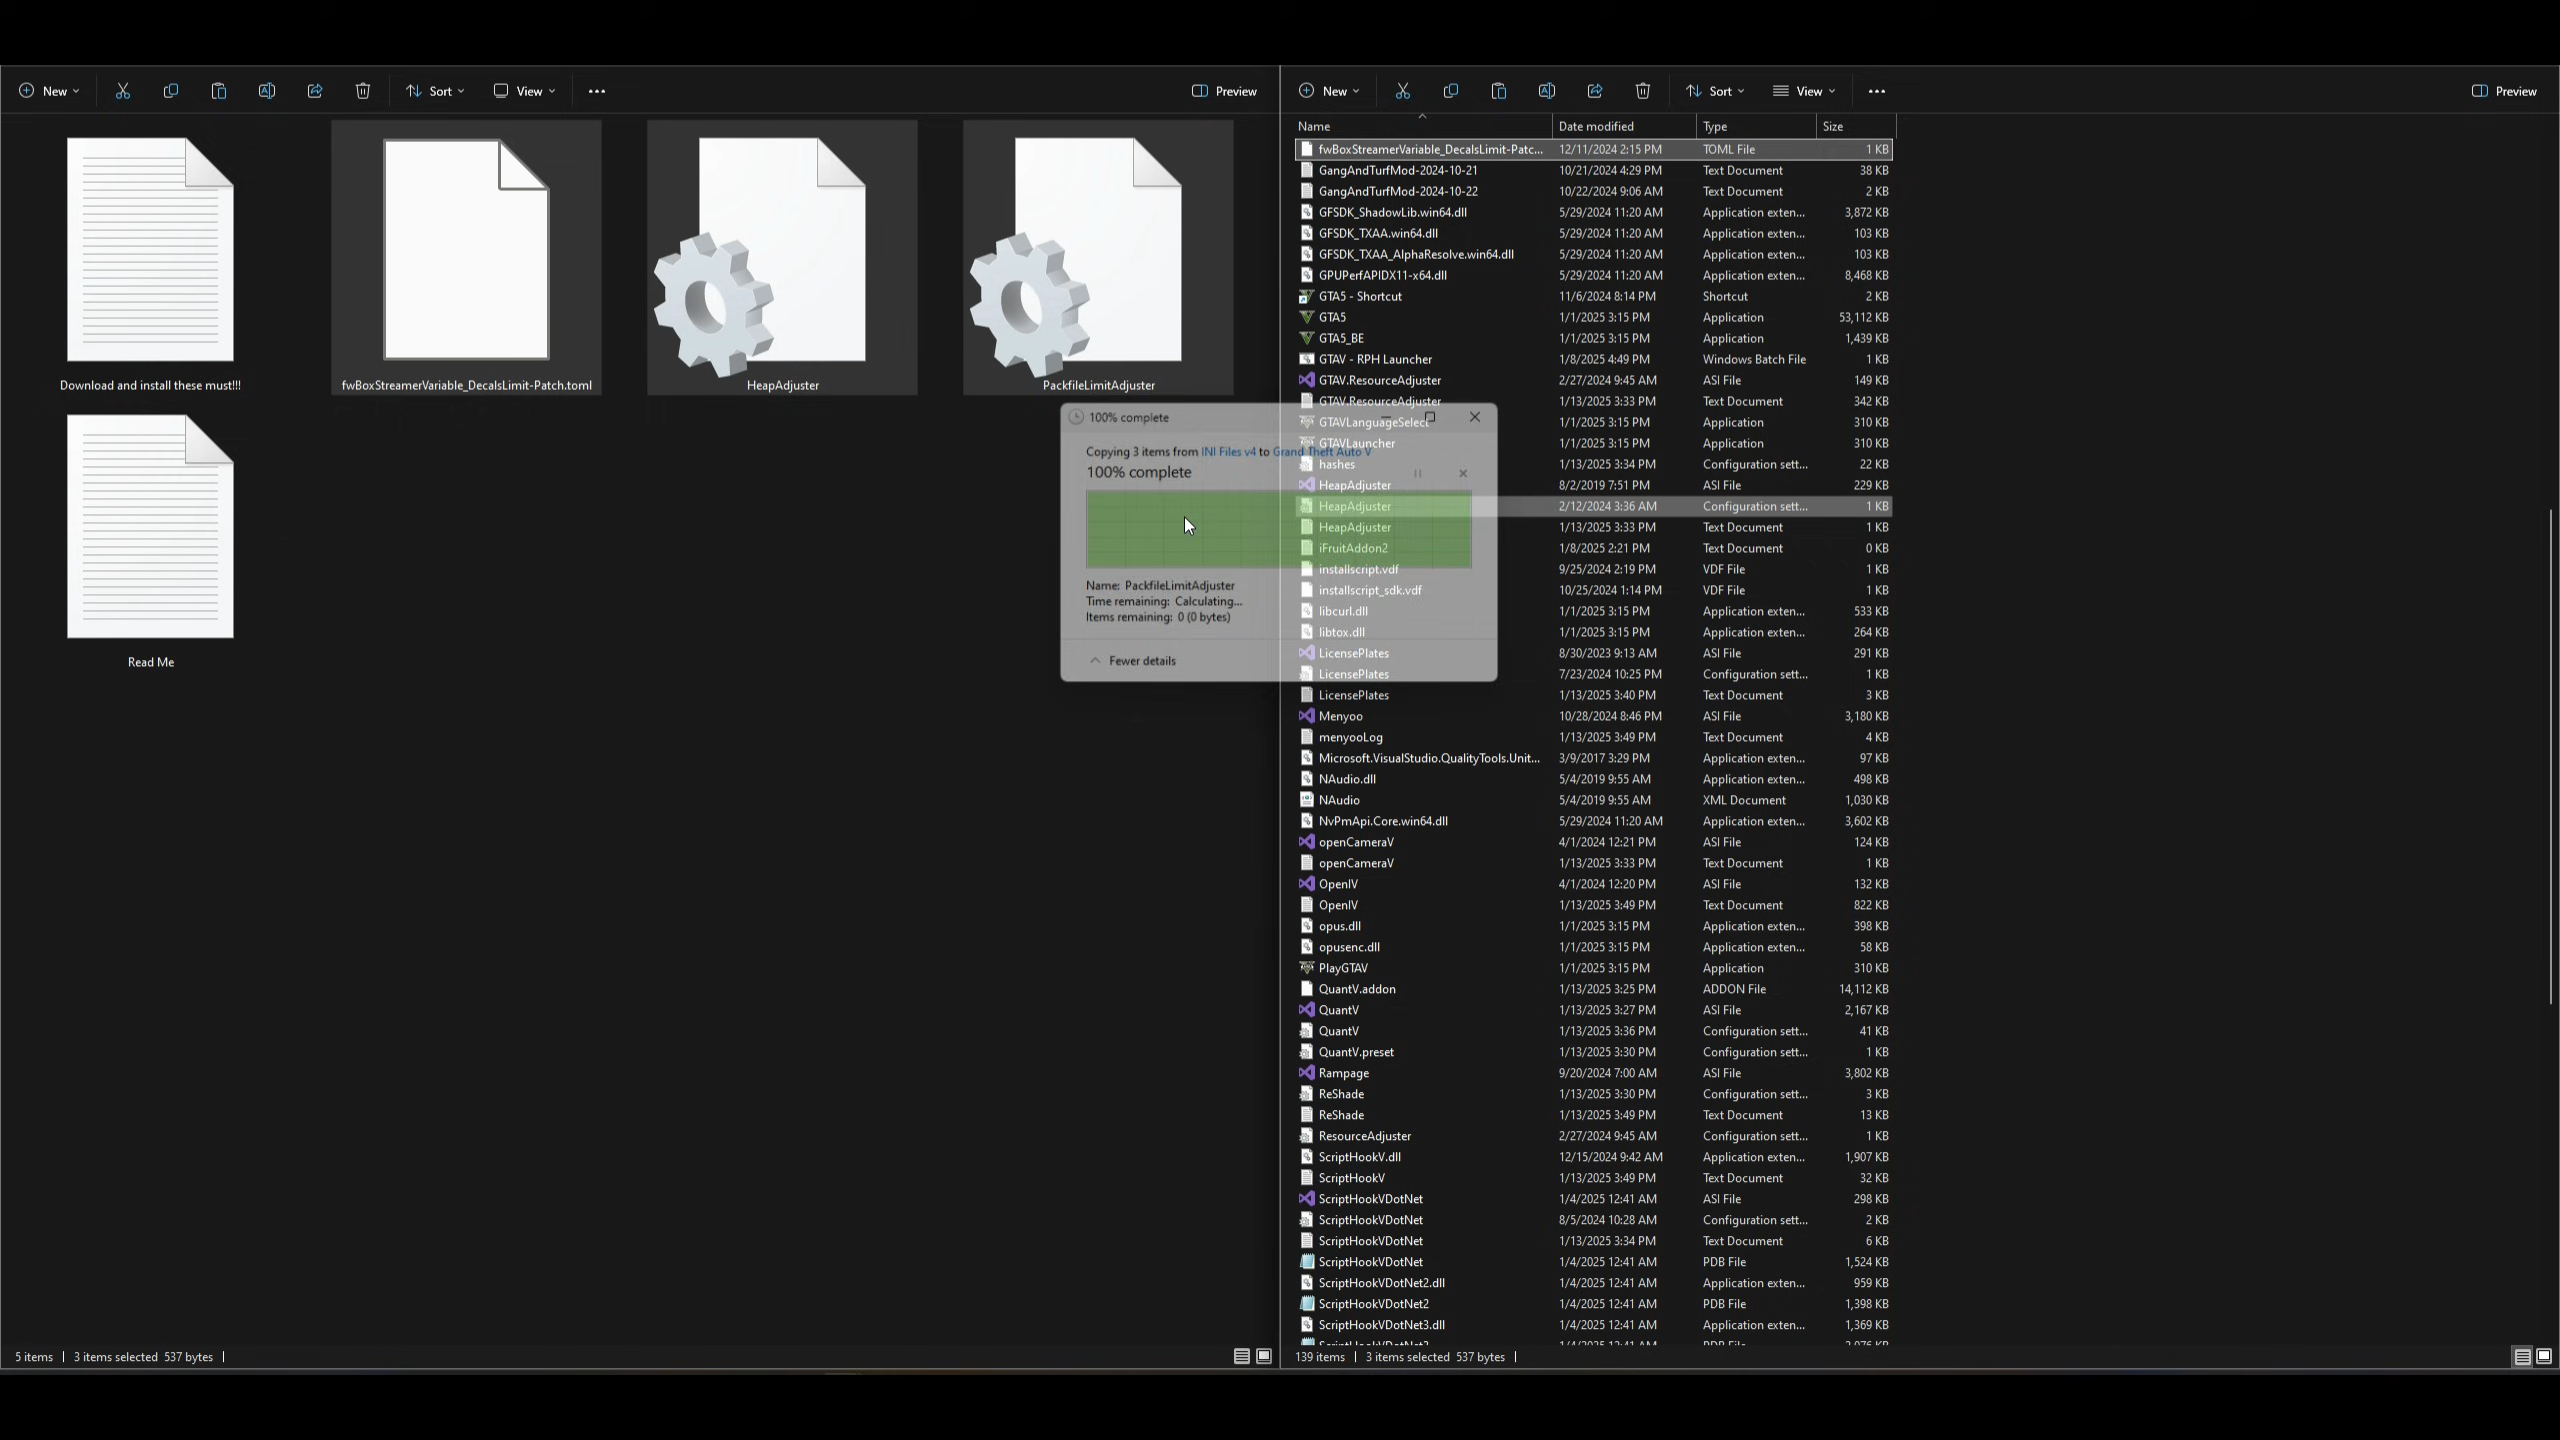 New
Sort
View
Preview
Download and install these must!!!
fwBoxStreamerVariable_DecalsLimit-Patch.toml
HeapAdjuster
PackfileLimitAdjuster
Read Me
5 items
3 items selected 537 bytes
100% complete
Copying 3 items from INI Files v4 to Grand Theft Auto V
100% complete
Name: PackfileLimitAdjuster
Time remaining: Calculating...
Items remaining: 0 (0 bytes)
Fewer details
New
Sort
View
Preview
Name Date modified Type Size
fwBoxStreamerVariable_DecalsLimit-Patc... 12/11/2024 2:15 PM TOML File 1 KB
GangAndTurfMod-2024-10-21 10/21/2024 4:29 PM Text Document 38 KB
GangAndTurfMod-2024-10-22 10/22/2024 9:06 AM Text Document 2 KB
GFSDK_ShadowLib.win64.dll 5/29/2024 11:20 AM Application exten... 3,872 KB
GFSDK_TXAA.win64.dll 5/29/2024 11:20 AM Application exten... 103 KB
GFSDK_TXAA_AlphaResolve.win64.dll 5/29/2024 11:20 AM Application exten... 103 KB
GPUPerfAPIDX11-x64.dll 5/29/2024 11:20 AM Application exten... 8,468 KB
GTA5 - Shortcut 11/6/2024 8:14 PM Shortcut 2 KB
GTA5 1/1/2025 3:15 PM Application 53,112 KB
GTA5_BE 1/1/2025 3:15 PM Application 1,439 KB
GTAV - RPH Launcher 1/8/2025 4:49 PM Windows Batch File 1 KB
GTAV.ResourceAdjuster 2/27/2024 9:45 AM ASI File 149 KB
GTAV.ResourceAdjuster 1/13/2025 3:33 PM Text Document 342 KB
GTAVLanguageSelect 1/1/2025 3:15 PM Application 310 KB
GTAVLauncher 1/1/2025 3:15 PM Application 310 KB
hashes 1/13/2025 3:34 PM Configuration sett... 22 KB
HeapAdjuster 8/2/2019 7:51 PM ASI File 229 KB
HeapAdjuster 2/12/2024 3:36 AM Configuration sett... 1 KB
HeapAdjuster 1/13/2025 3:33 PM Text Document 1 KB
iFruitAddon2 1/8/2025 2:21 PM Text Document 0 KB
installscript.vdf 9/25/2024 2:19 PM VDF File 1 KB
installscript_sdk.vdf 10/25/2024 1:14 PM VDF File 1 KB
libcurl.dll 1/1/2025 3:15 PM Application exten... 533 KB
libtox.dll 1/1/2025 3:15 PM Application exten... 264 KB
LicensePlates 8/30/2023 9:13 AM ASI File 291 KB
LicensePlates 7/23/2024 10:25 PM Configuration sett... 1 KB
LicensePlates 1/13/2025 3:40 PM Text Document 3 KB
Menyoo 10/28/2024 8:46 PM ASI File 3,180 KB
menyooLog 1/13/2025 3:49 PM Text Document 4 KB
Microsoft.VisualStudio.QualityTools.Unit... 3/9/2017 3:29 PM Application exten... 97 KB
NAudio.dll 5/4/2019 9:55 AM Application exten... 498 KB
NAudio 5/4/2019 9:55 AM XML Document 1,030 KB
NvPmApi.Core.win64.dll 5/29/2024 11:20 AM Application exten... 3,602 KB
openCameraV 4/1/2024 12:21 PM ASI File 124 KB
openCameraV 1/13/2025 3:33 PM Text Document 1 KB
OpenIV 4/1/2024 12:20 PM ASI File 132 KB
OpenIV 1/13/2025 3:49 PM Text Document 822 KB
opus.dll 1/1/2025 3:15 PM Application exten... 398 KB
opusenc.dll 1/1/2025 3:15 PM Application exten... 58 KB
PlayGTAV 1/1/2025 3:15 PM Application 310 KB
QuantV.addon 1/13/2025 3:25 PM ADDON File 14,112 KB
QuantV 1/13/2025 3:27 PM ASI File 2,167 KB
QuantV 1/13/2025 3:36 PM Configuration sett... 41 KB
QuantV.preset 1/13/2025 3:30 PM Configuration sett... 1 KB
Rampage 9/20/2024 7:00 AM ASI File 3,802 KB
ReShade 1/13/2025 3:30 PM Configuration sett... 3 KB
ReShade 1/13/2025 3:49 PM Text Document 13 KB
ResourceAdjuster 2/27/2024 9:45 AM Configuration sett... 1 KB
ScriptHookV.dll 12/15/2024 9:42 AM Application exten... 1,907 KB
ScriptHookV 1/13/2025 3:49 PM Text Document 32 KB
ScriptHookVDotNet 1/4/2025 12:41 AM ASI File 298 KB
ScriptHookVDotNet 8/5/2024 10:28 AM Configuration sett... 2 KB
ScriptHookVDotNet 1/13/2025 3:34 PM Text Document 6 KB
ScriptHookVDotNet 1/4/2025 12:41 AM PDB File 1,524 KB
ScriptHookVDotNet2.dll 1/4/2025 12:41 AM Application exten... 959 KB
ScriptHookVDotNet2 1/4/2025 12:41 AM PDB File 1,398 KB
ScriptHookVDotNet3.dll 1/4/2025 12:41 AM Application exten... 1,369 KB
139 items
3 items selected 537 bytes